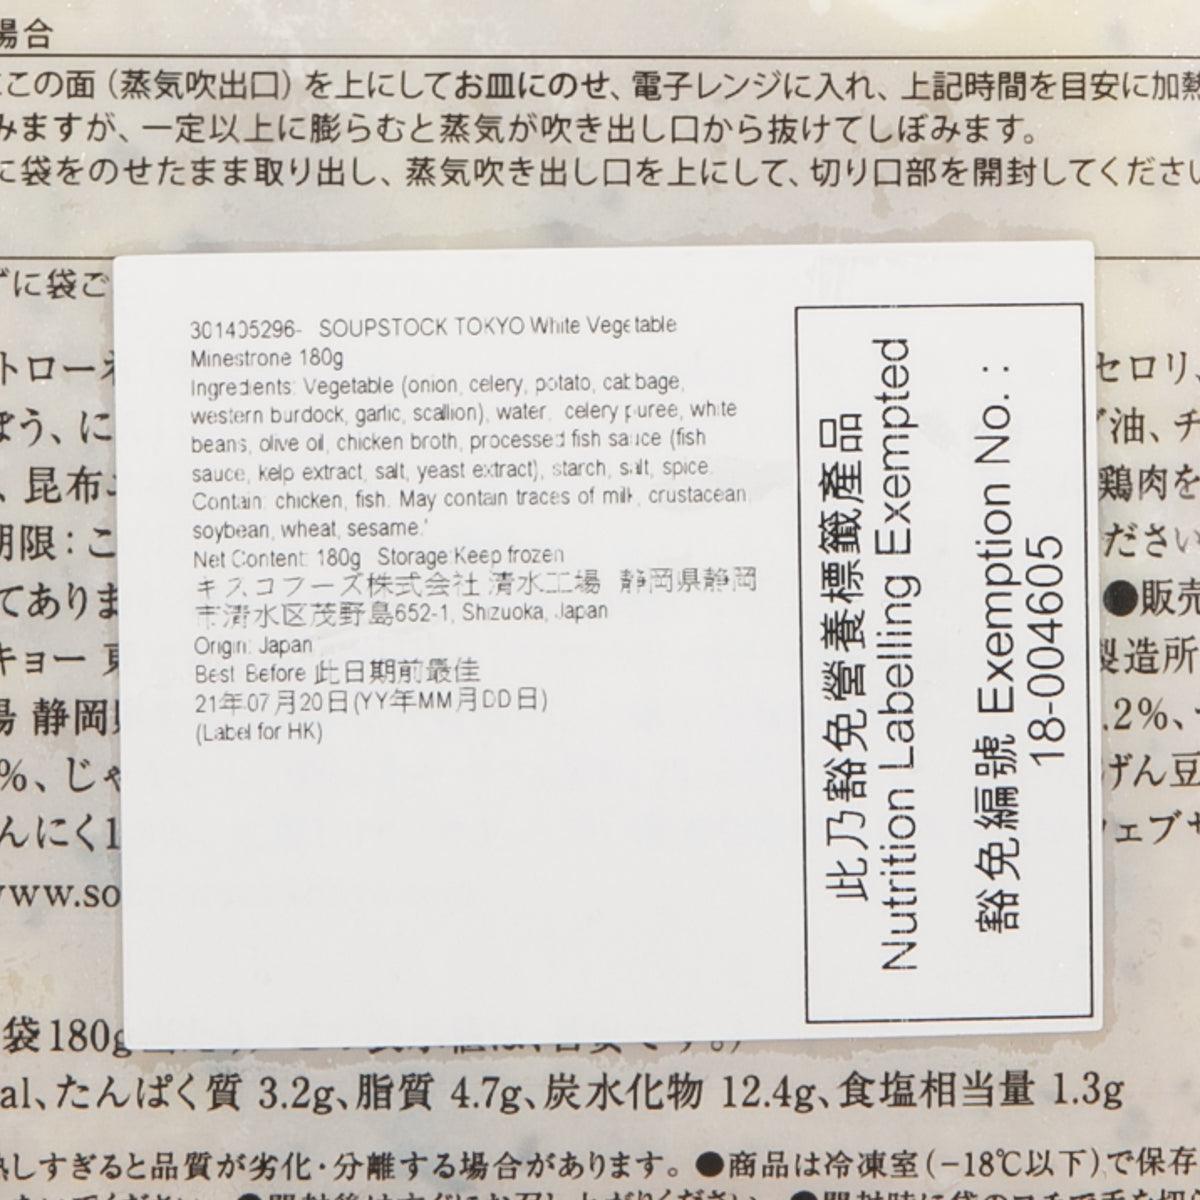 場合
この面（蒸気吹出口）を上にしてお皿にのせ、電子レンジに入れ、上記時間を目安に加熱
みますが、一定以上に膨らむと蒸気が吹き出し口から抜けてしぼみます。
に袋をのせたまま取り出し、蒸気吹き出し口を上にして、切り口部を開封してください
ずに袋ご
301405296- SOUPSTOCK TOKYO White Vegetable
Minestrone 180g
Ingredients: Vegetable (onion, celery, potato, cabbage,
western burdock, garlic, scallion), water, celery puree, white
beans, olive oil, chicken broth, processed fish sauce (fish
sauce, kelp extract, salt, yeast extract), starch, salt, spice.
Contain: chicken, fish. May contain traces of milk, crustacean,
soybean, wheat, sesame.'
Net Content: 180g Storage:Keep frozen
キスコフーズ株式会社 清水工場 静岡県静岡
市清水区茂野島652-1, Shizuoka, Japan
Origin: Japan
Best Before 此日期前最佳
21年07月20日(YY年MM月DD日)
(Label for HK)
此乃豁免營養標籤產品
Nutrition Labelling Exempted
豁免編號 Exemption No. :
18-004605
トローネ
ぼう、に
、昆布エ
期限：こ
てありま
キョー 東
場 静岡県
%、じゃ
んにく1
www.so
セロリ、
油、チ
鶏肉を
ださい
●販売
製造所
.2%、
げん豆
ウェブサ
袋180g
al、たんぱく質 3.2g、脂質 4.7g、炭水化物 12.4g、食塩相当量 1.3g
熱しすぎると品質が劣化・分離する場合があります。●商品は冷凍室(−18℃以下)で保存